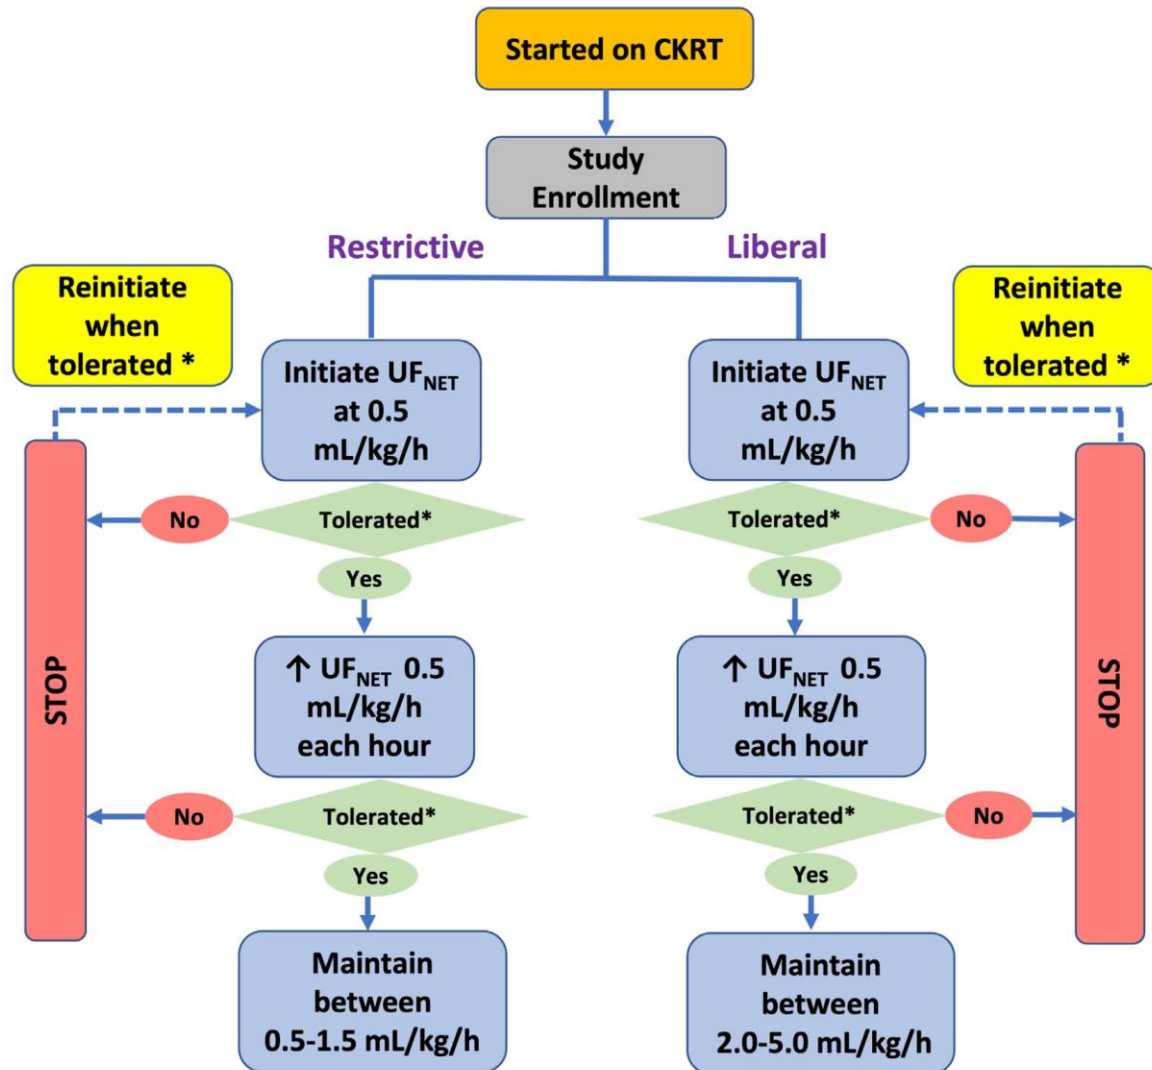 Started on CKRT
Study
Enrollment
Restrictive
Liberal
Reinitiate
when
tolerated *
Reinitiate
when
tolerated *
Initiate UFNET
at 0.5
mL/kg/h
Initiate UFNET
at 0.5
mL/kg/h
No
Tolerated*
Tolerated*
No
Yes
Yes
STOP
STOP
↑ UFNET 0.5
mL/kg/h
each hour
↑ UFNET 0.5
mL/kg/h
each hour
No
Tolerated*
Tolerated*
No
Yes
Yes
Maintain
between
0.5-1.5 mL/kg/h
Maintain
between
2.0-5.0 mL/kg/h